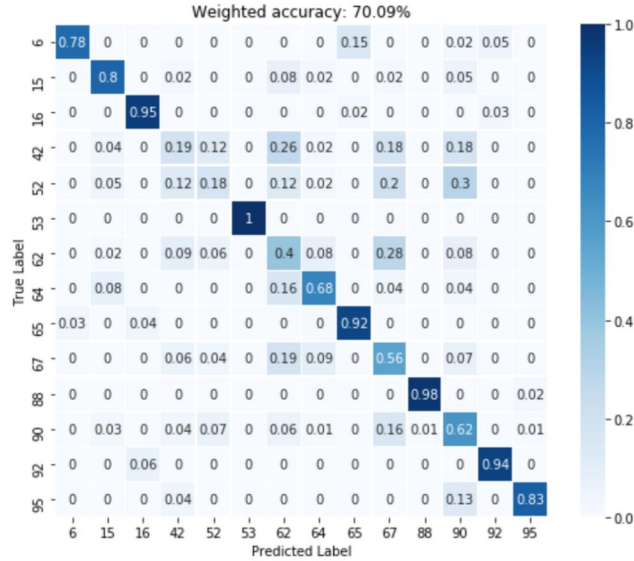 Weighted accuracy: 70.09%
6 0.78 0 0 0 0 0 0 0 0.15 0 0 0.02 0.05 0
15 0 0.8 0 0.02 0 0 0.08 0.02 0 0.02 0 0.05 0 0
16 0 0 0.95 0 0 0 0 0 0.02 0 0 0 0.03 0
42 0 0.04 0 0.19 0.12 0 0.26 0.02 0 0.18 0 0.18 0 0
52 0 0.05 0 0.12 0.18 0 0.12 0.02 0 0.2 0 0.3 0 0
53 0 0 0 0 0 1 0 0 0 0 0 0 0 0
62 0 0.02 0 0.09 0.06 0 0.4 0.08 0 0.28 0 0.08 0 0
64 0 0.08 0 0 0 0 0.16 0.68 0 0.04 0 0.04 0 0
65 0.03 0 0.04 0 0 0 0 0 0.92 0 0 0 0 0
67 0 0 0 0.06 0.04 0 0.19 0.09 0 0.56 0 0.07 0 0
88 0 0 0 0 0 0 0 0 0 0 0.98 0 0 0.02
90 0 0.03 0 0.04 0.07 0 0.06 0.01 0 0.16 0.01 0.62 0 0.01
92 0 0 0.06 0 0 0 0 0 0 0 0 0 0.94 0
95 0 0 0 0.04 0 0 0 0 0 0 0 0.13 0 0.83
6 15 16 42 52 53 62 64 65 67 88 90 92 95
Predicted Label
True Label
1.0
0.8
0.6
0.4
0.2
0.0